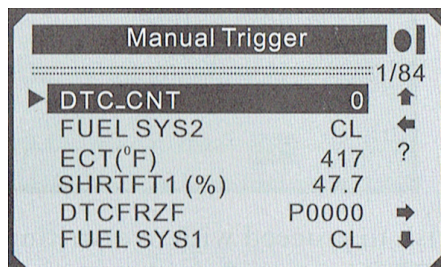 Manual Trigger
1/84
DTC_CNT 0
FUEL SYS2 CL
ECT(°F) 417
?
SHRTFT1 (%) 47.7
DTCFRZF P0000
FUEL SYS1 CL